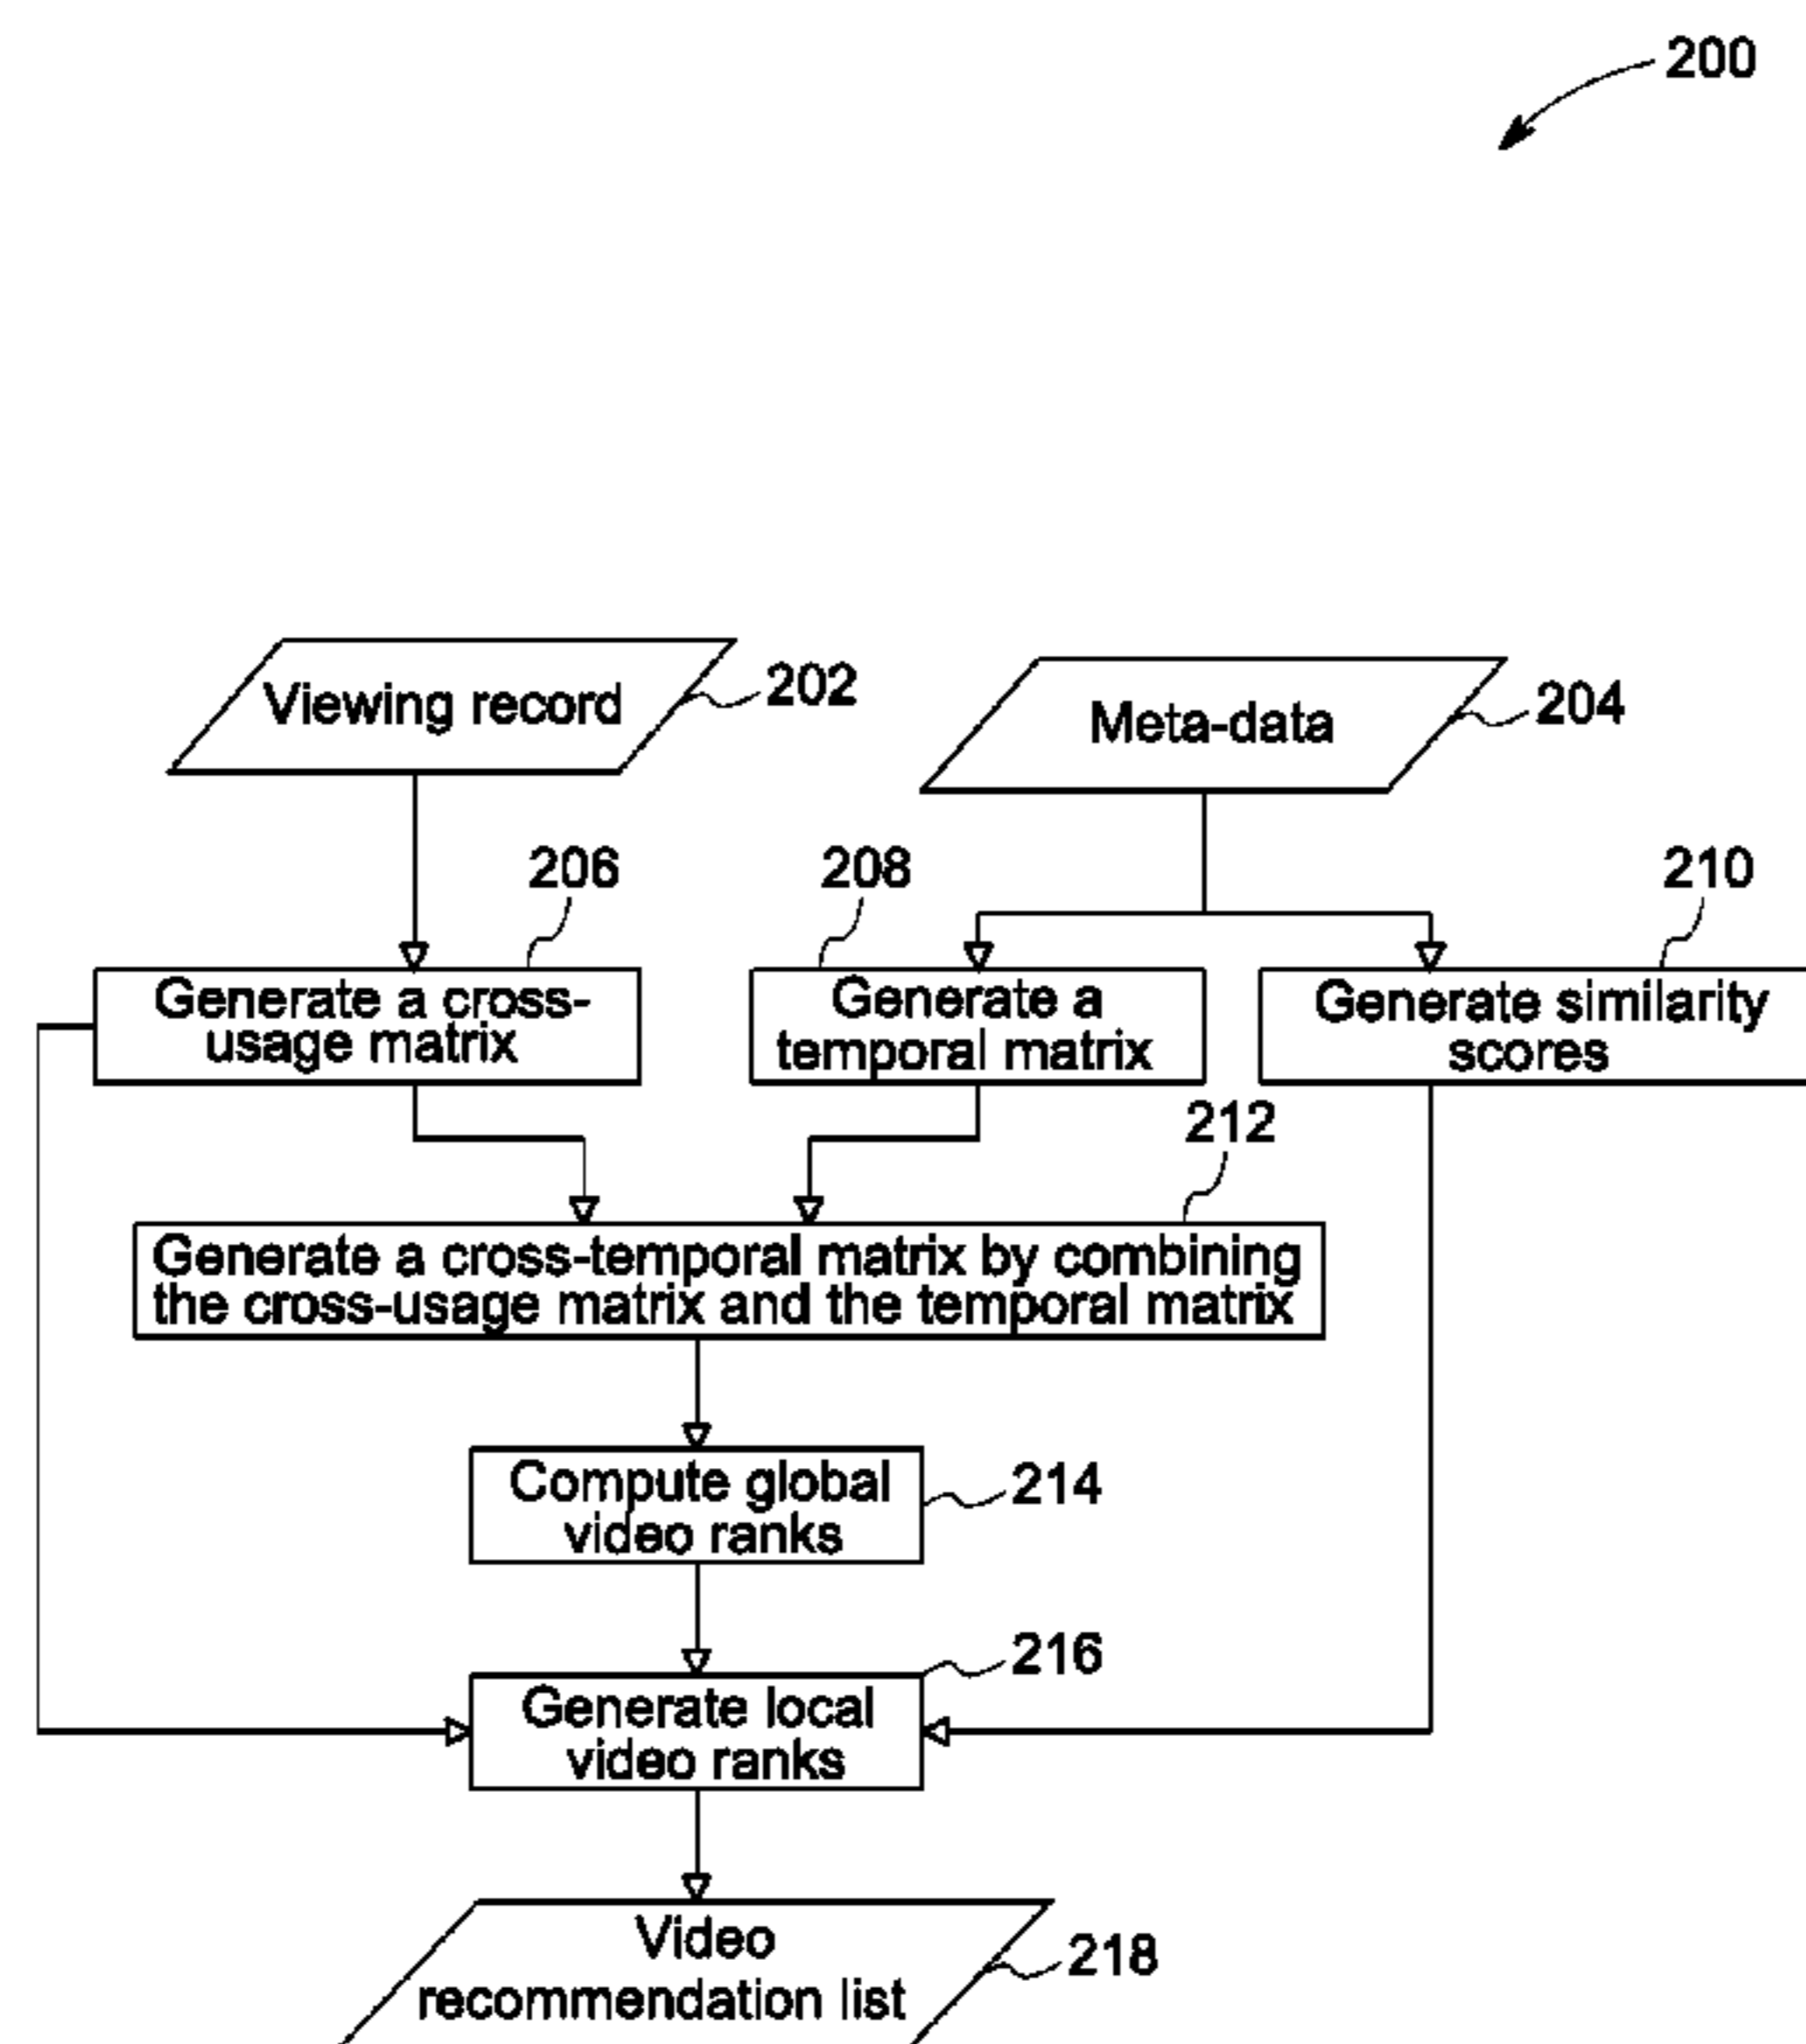 200
Viewing record
202
Meta-data
204
206
208
210
Generate a cross-
usage matrix
Generate a
temporal matrix
Generate similarity
scores
212
Generate a cross-temporal matrix by combining
the cross-usage matrix and the temporal matrix
Compute global
video ranks
214
216
Generate local
video ranks
Video
recommendation list
218